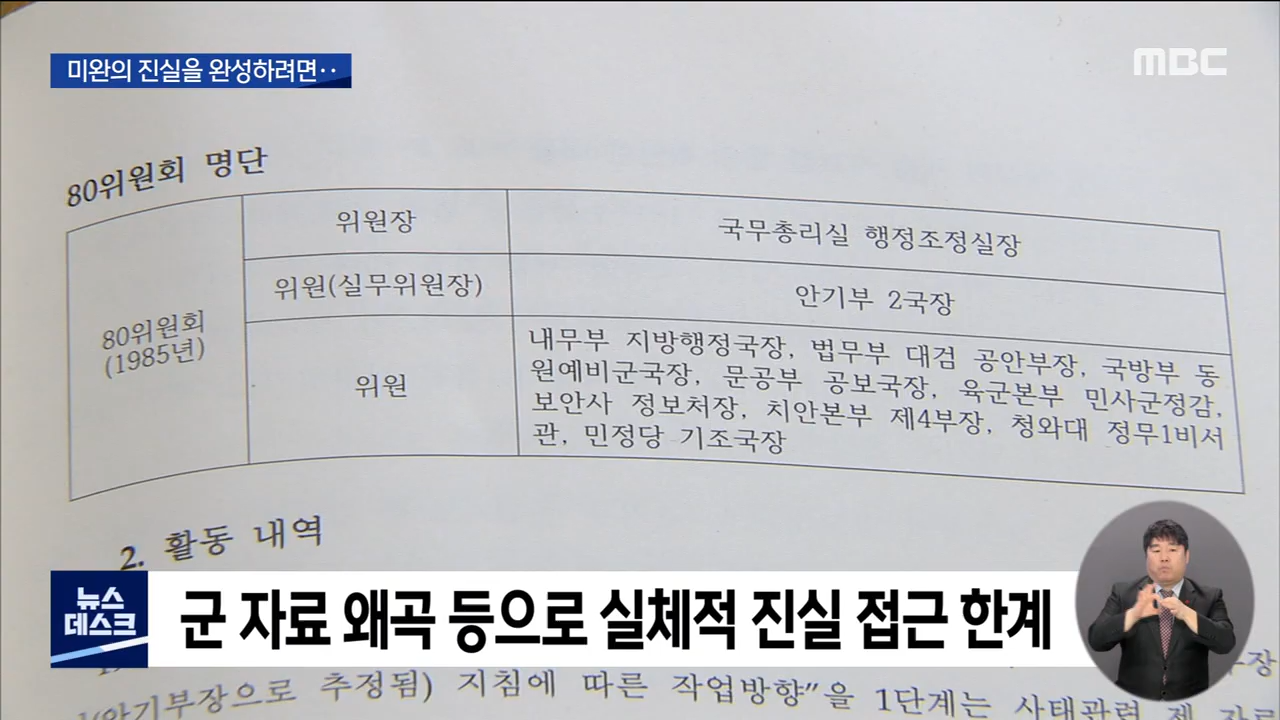 미완의 진실을 완성하려면‥
MBC
80위원회 명단
80위원회
(1985년)
위원장
국무총리실 행정조정실장
위원(실무위원장)
안기부 2국장
위원
내무부 지방행정국장, 법무부 대검 공안부장, 국방부 동
원예비군국장, 문공부 공보국장, 육군본부 민사군정감,
보안사 정보처장, 치안본부 제4부장, 청와대 정무1비서
관, 민정당 기조국장
2. 활동 내역
뉴스
데스크
군 자료 왜곡 등으로 실체적 진실 접근 한계
(안기부장으로 추정됨) 지침에 따른 작업방향”을 1단계는 사태관련 제 자료